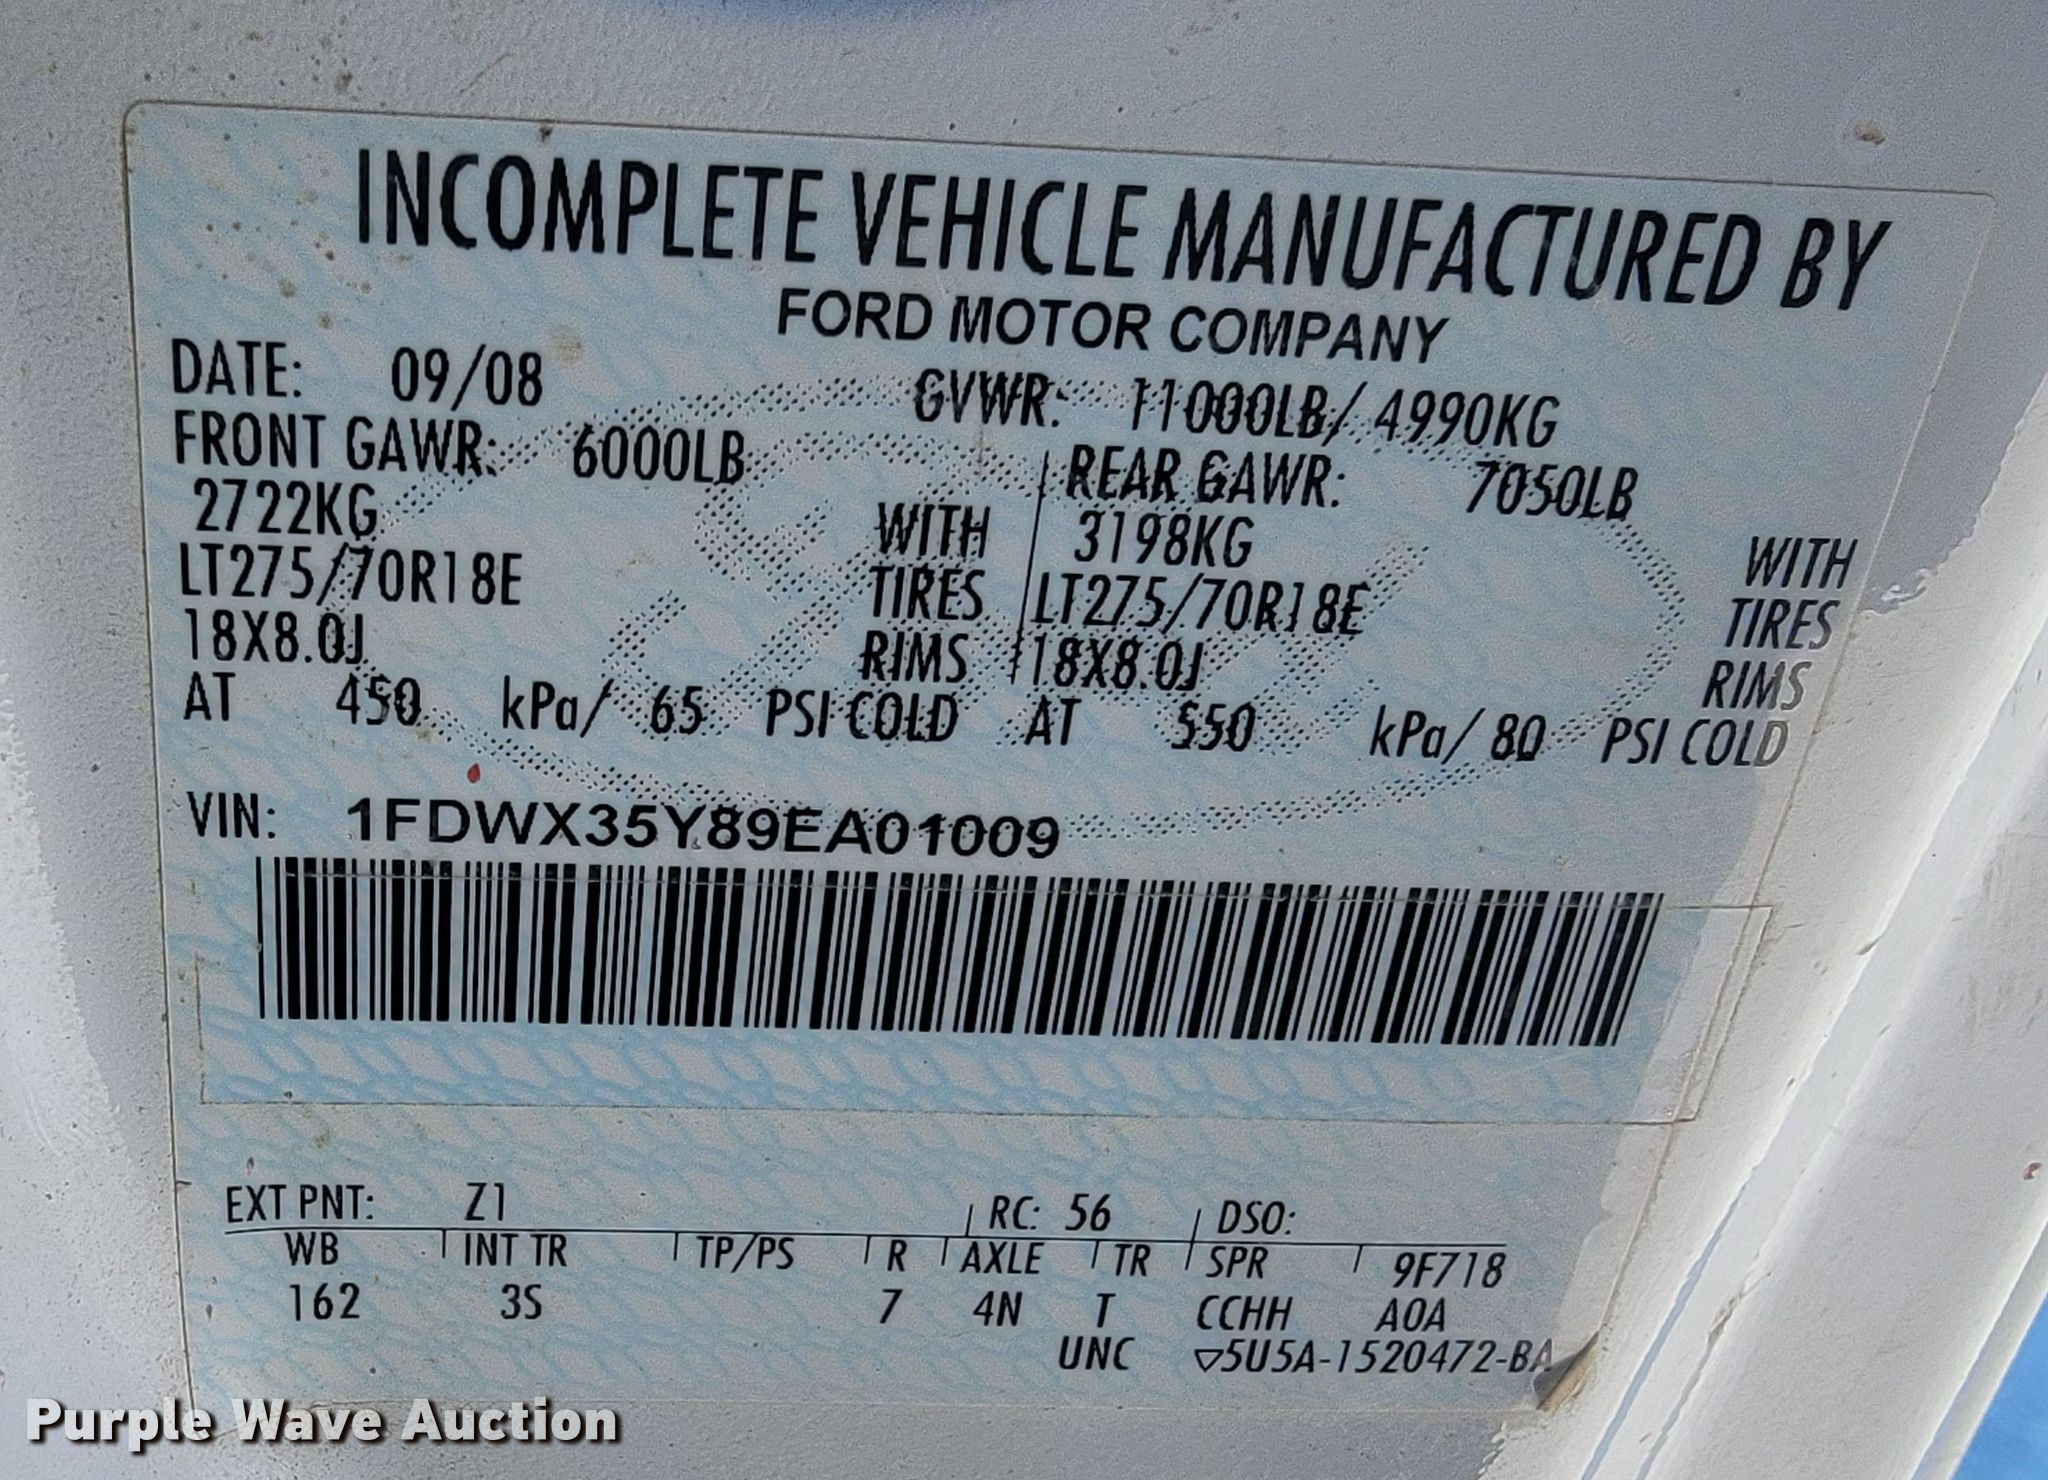 INCOMPLETE VEHICLE MANUFACTURED BY
FORD MOTOR COMPANY
DATE: 09/08 GVWR: 11000LB/ 4990KG
FRONT GAWR: 6000LB REAR GAWR: 7050LB
2722KG WITH 3198KG WITH
LT275/70R18E TIRES LT275/70R18E TIRES
18X8.0J RIMS 18X8.0J RIMS
AT 450 kPa/ 65 PSI COLD AT 550 kPa/ 80 PSI COLD
VIN: 1FDWX35Y89EA01009
EXT PNT: Z1 RC: 56 DSO:
WB INT TR TP/PS R AXLE TR SPR 9F718
162 3S 7 4N T CCHH A0A
UNC ▽5U5A-1520472-BA
Purple Wave Auction